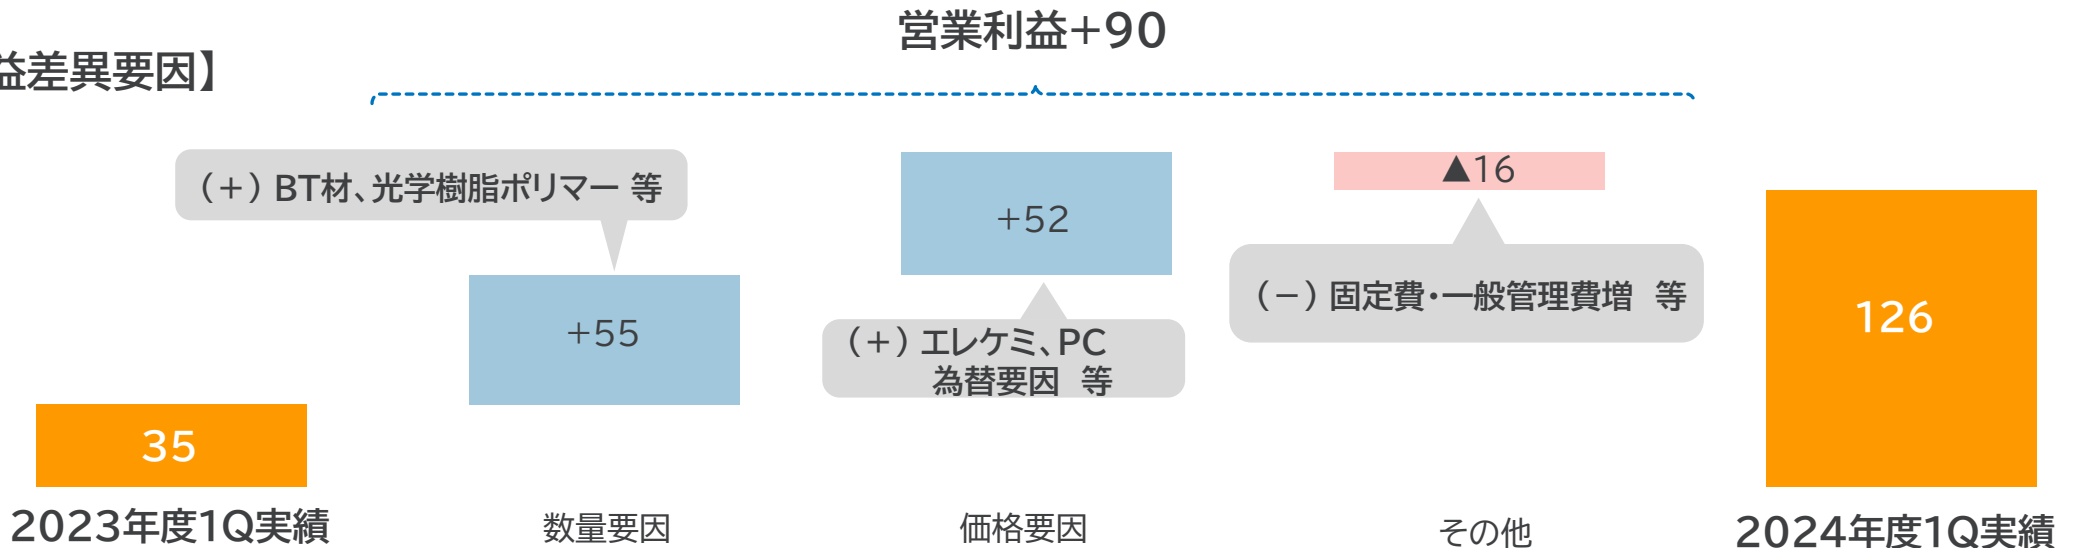 営業利益+90
益差異要因】
(+) BT材、光学樹脂ポリマー 等
+55
+52
(+) エレケミ、PC
為替要因 等
▲16
(-) 固定費・一般管理費増 等
35
126
2023年度1Q実績
数量要因
価格要因
その他
2024年度1Q実績